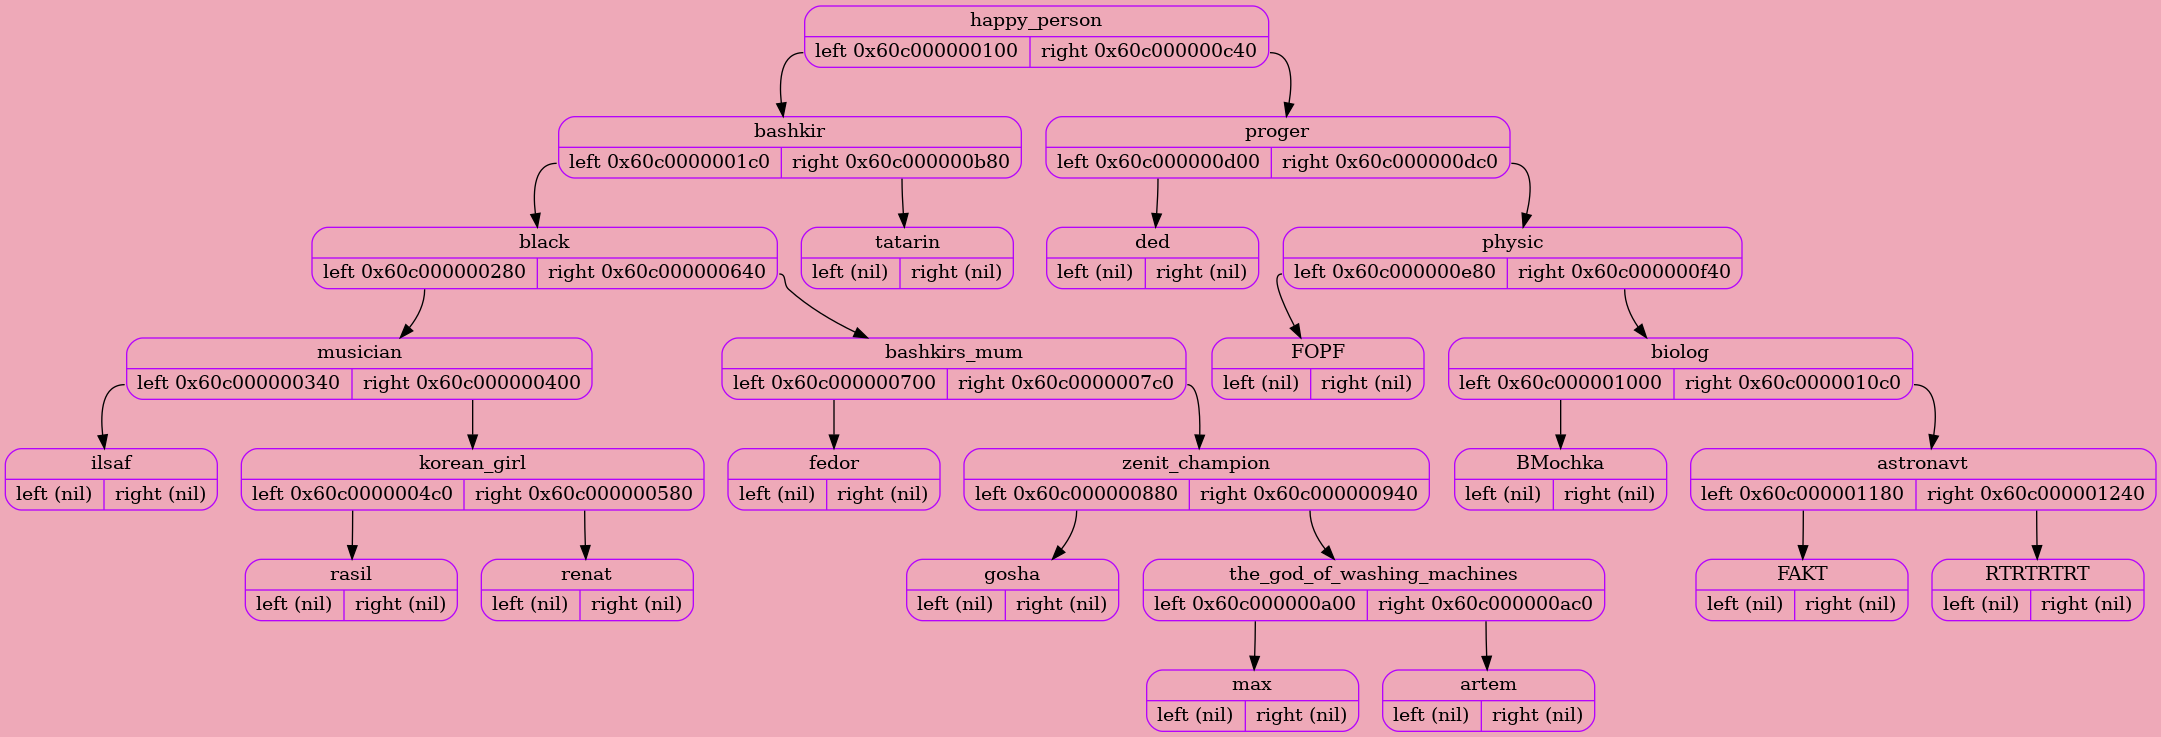 happy_person
left 0x60c000000100 right 0x60c000000c40
bashkir
left 0x60c0000001c0 right 0x60c000000b80
proger
left 0x60c000000d00 right 0x60c000000dc0
black
left 0x60c000000280 right 0x60c000000640
tatarin
left (nil) right (nil)
ded
left (nil) right (nil)
physic
left 0x60c000000e80 right 0x60c000000f40
musician
left 0x60c000000340 right 0x60c000000400
bashkirs_mum
left 0x60c000000700 right 0x60c0000007c0
FOPF
left (nil) right (nil)
biolog
left 0x60c000001000 right 0x60c0000010c0
ilsaf
left (nil) right (nil)
korean_girl
left 0x60c0000004c0 right 0x60c000000580
fedor
left (nil) right (nil)
zenit_champion
left 0x60c000000880 right 0x60c000000940
BMochka
left (nil) right (nil)
astronavt
left 0x60c000001180 right 0x60c000001240
rasil
left (nil) right (nil)
renat
left (nil) right (nil)
gosha
left (nil) right (nil)
the_god_of_washing_machines
left 0x60c000000a00 right 0x60c000000ac0
FAKT
left (nil) right (nil)
RTRTRTRT
left (nil) right (nil)
max
left (nil) right (nil)
artem
left (nil) right (nil)